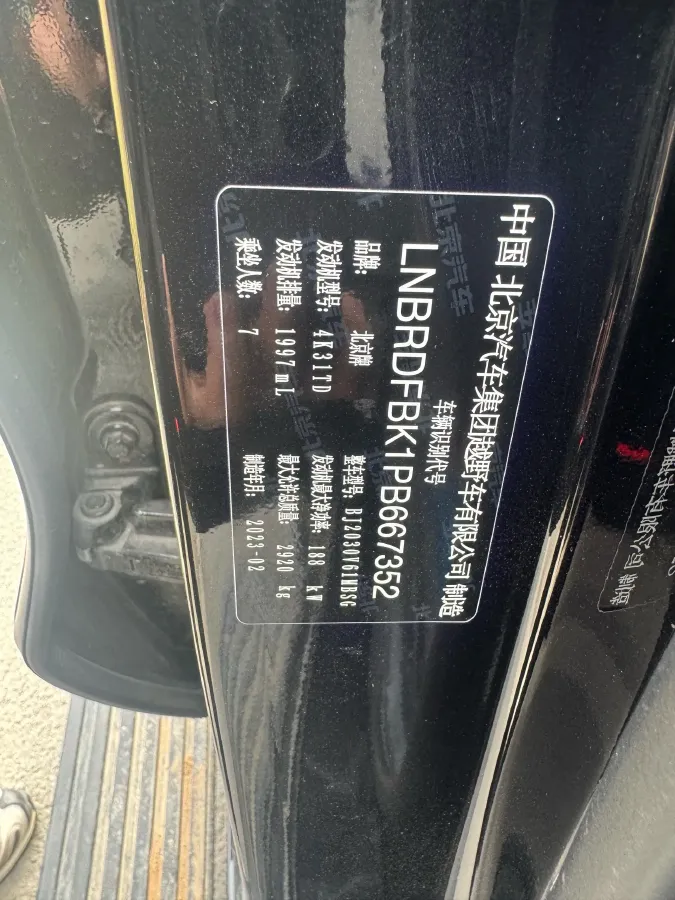 中国 北京汽车集团越野车有限公司 制造
车辆识别代号
LNBRDFBK1PB667352
品牌: 北京牌 整车型号: BJ2030V61MBSG
发动机型号: 4K31TD 发动机最大净功率: 188 kW
发动机排量: 1997 mL 最大允许总质量: 2920 kg
乘坐人数: 7 制造年月: 2023-02